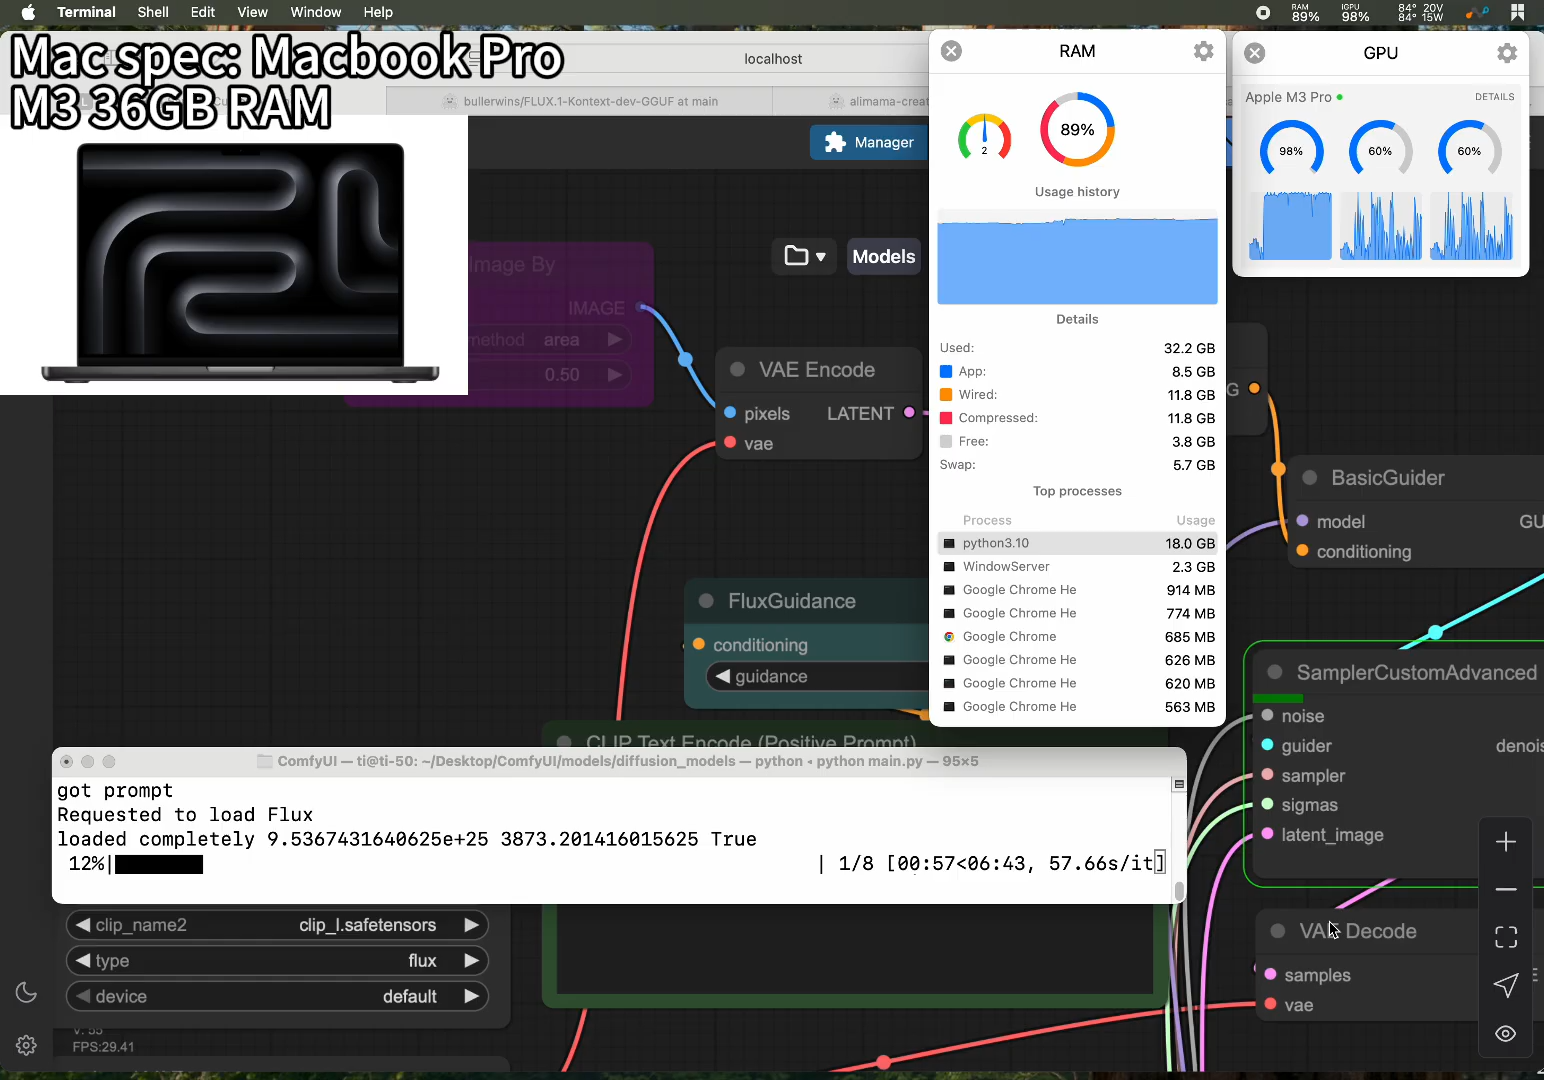 Terminal Shell Edit View Window Help
RAM 89% IGPU 98% 84° 20V 84° 15W
Mac spec: Macbook Pro
M3 36GB RAM
localhost
bullerwins/FLUX.1-Kontext-dev-GGUF at main
alimama-creat
Manager
Models
Image By
IMAGE
method area
0.50
VAE Encode
pixels LATENT
vae
FluxGuidance
conditioning
guidance
CLIP Text Encode (Positive Prompt)
RAM
2
89%
Usage history
Details
Used: 32.2 GB
App: 8.5 GB
Wired: 11.8 GB
Compressed: 11.8 GB
Free: 3.8 GB
Swap: 5.7 GB
Top processes
Process Usage
python3.10 18.0 GB
WindowServer 2.3 GB
Google Chrome He 914 MB
Google Chrome He 774 MB
Google Chrome 685 MB
Google Chrome He 626 MB
Google Chrome He 620 MB
Google Chrome He 563 MB
GPU
Apple M3 Pro DETAILS
98% 60% 60%
G
BasicGuider
model GU
conditioning
SamplerCustomAdvanced
noise
guider denois
sampler
sigmas
latent_image
VAE Decode
samples
vae
ComfyUI — ti@ti-50: ~/Desktop/ComfyUI/models/diffusion_models — python ◂ python main.py — 95×5
got prompt
Requested to load Flux
loaded completely 9.5367431640625e+25 3873.201416015625 True
12%| | 1/8 [00:57<06:43, 57.66s/it]
clip_name2 clip_l.safetensors
type flux
device default
FPS:29.41